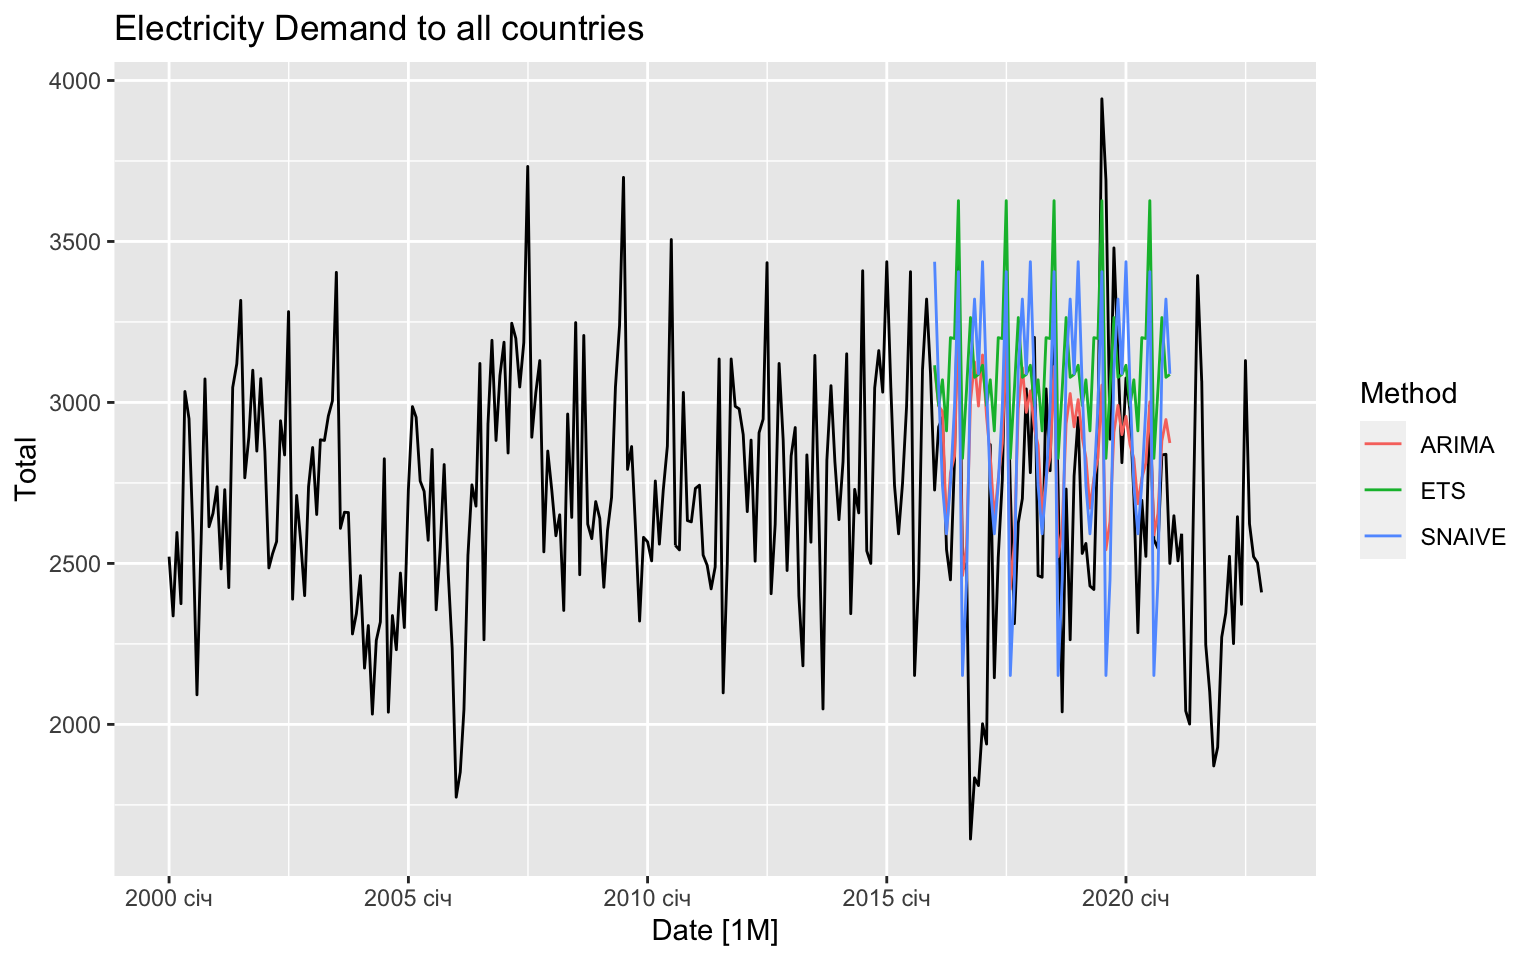 Electricity Demand to all countries
4000
3500
3000
2500
2000
Total
2000 січ
2005 січ
2010 січ
2015 січ
2020 січ
Date [1M]
Method
ARIMA
ETS
SNAIVE